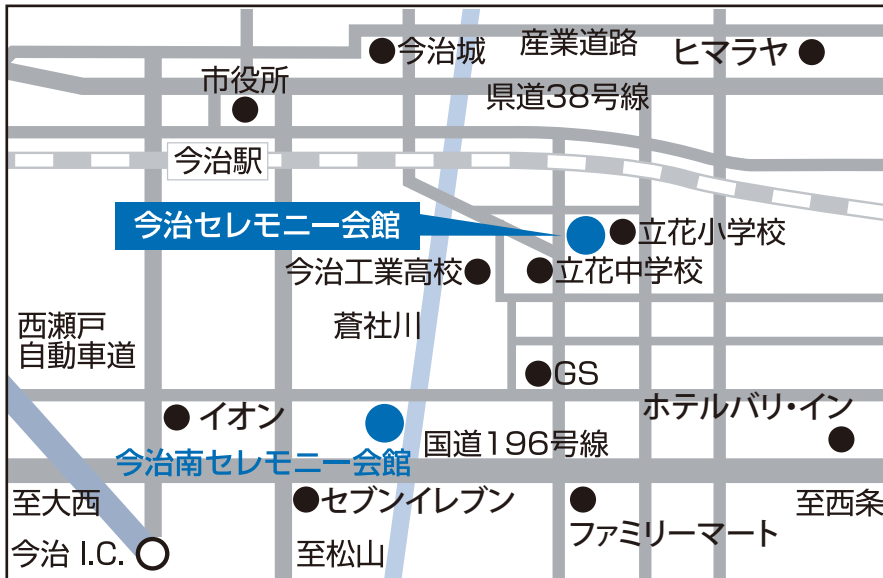 今治城
産業道路
ヒマラヤ
市役所
県道38号線
今治駅
今治セレモニー会館
立花小学校
今治工業高校
立花中学校
西瀬戸
自動車道
蒼社川
GS
イオン
ホテルバリ・イン
今治南セレモニー会館
国道196号線
至大西
セブンイレブン
至西条
ファミリーマート
今治 I.C.
至松山